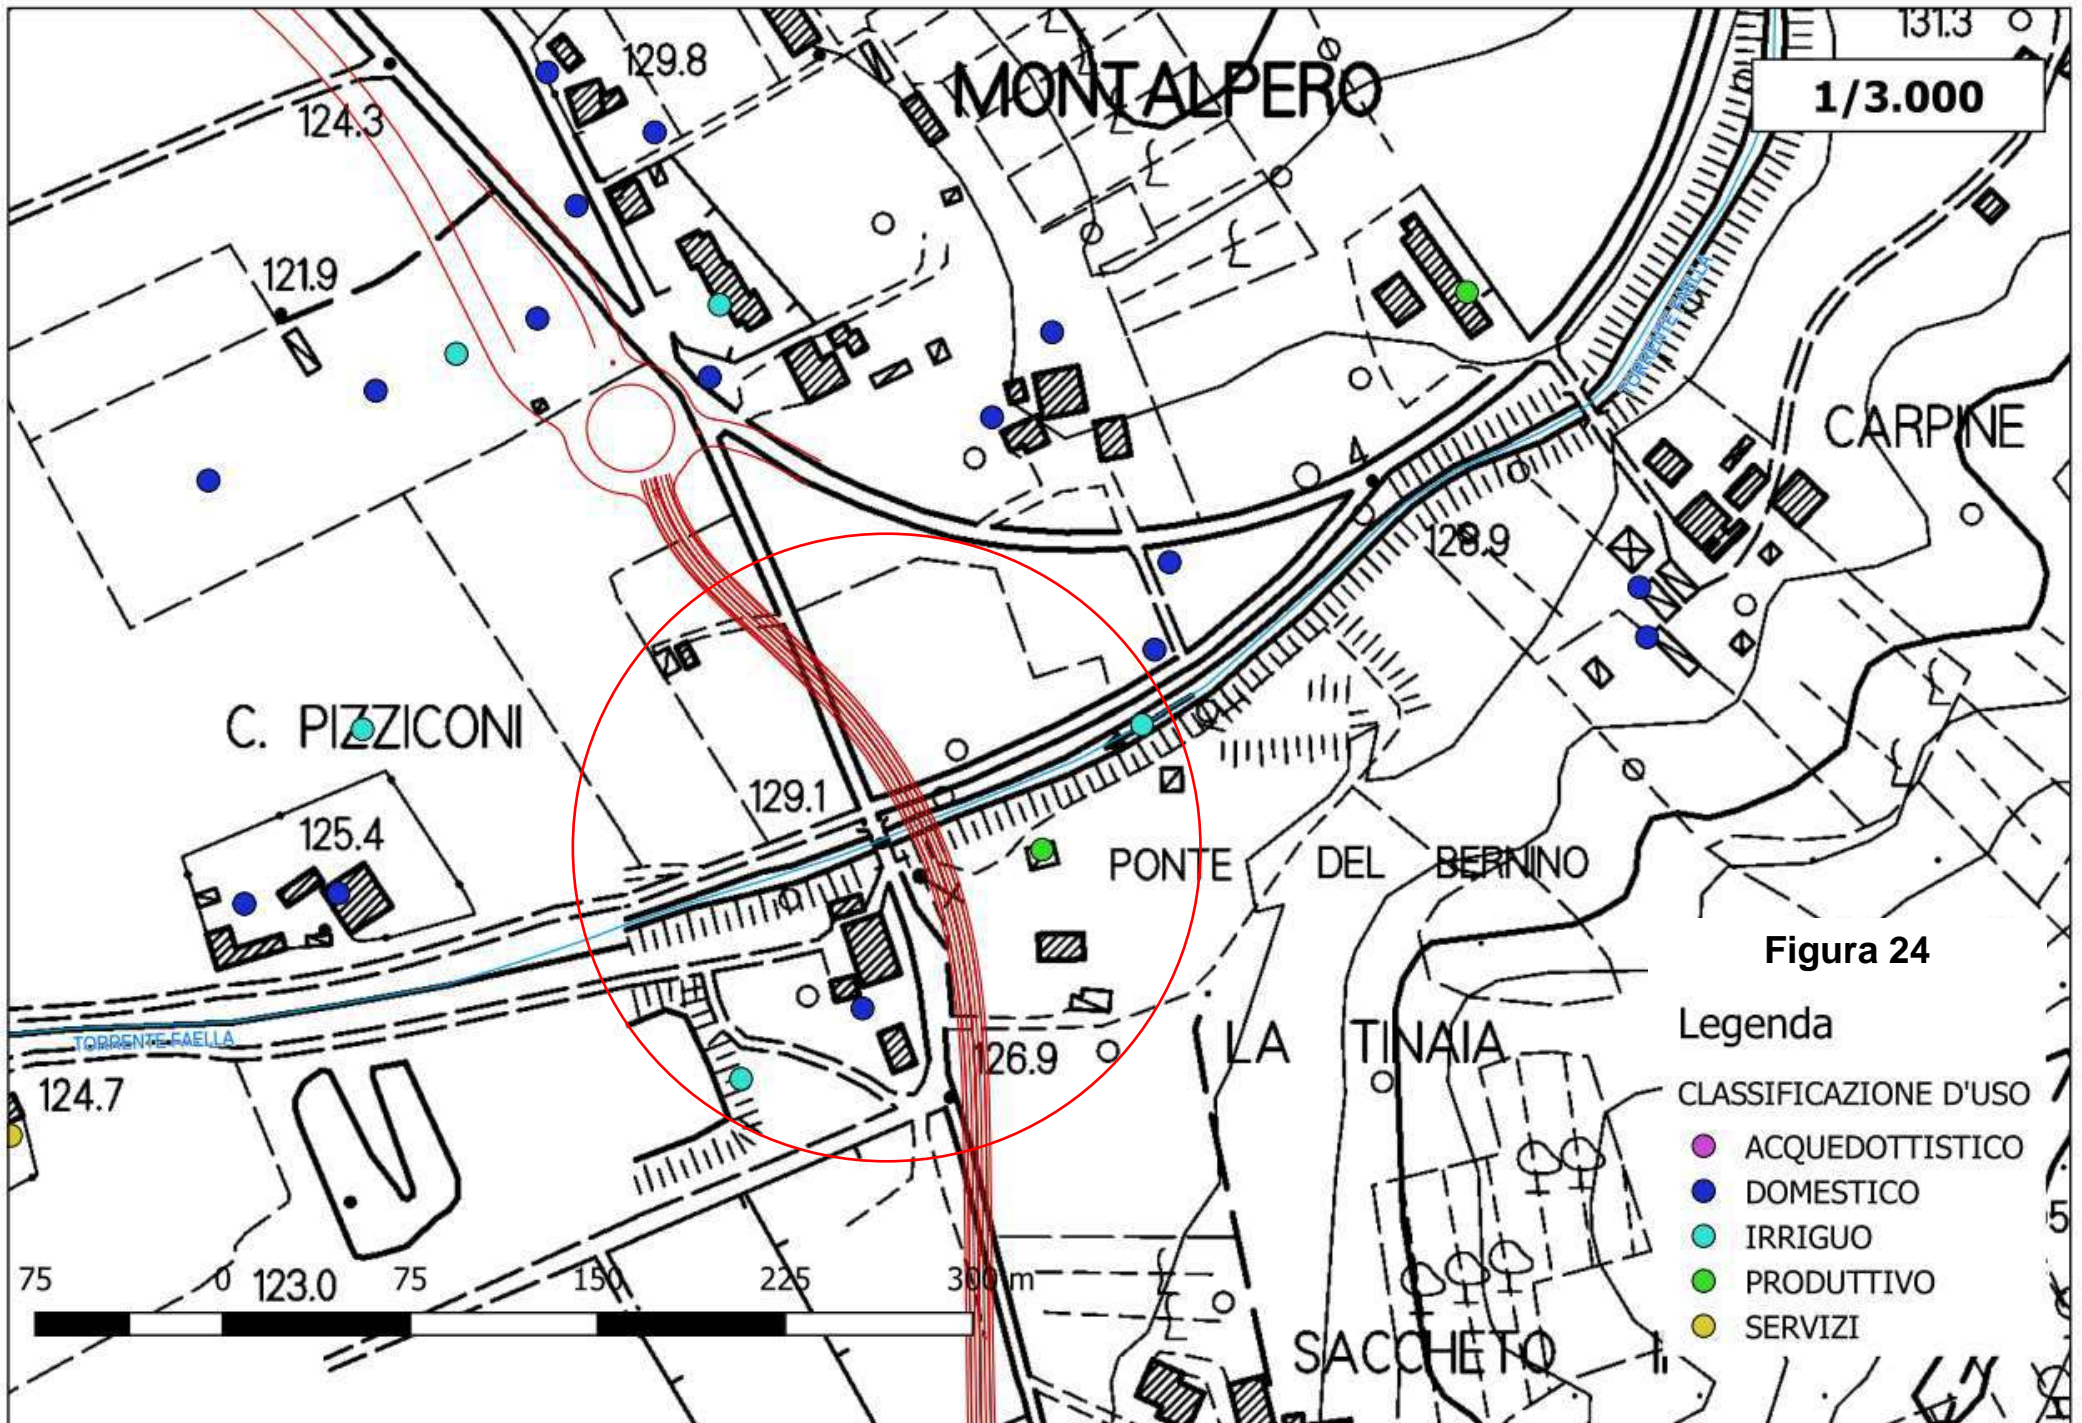 131.3
129.8
MONTALPERO
1/3.000
124.3
121.9
TORRENTE FAELLA
CARPINE
4
128.9
C. PIZZICONI
129.1
125.4
PONTE DEL BERNINO
Figura 24
TORRENTE FAELLA
LA TINAIA
126.9
124.7
Legenda
CLASSIFICAZIONE D'USO
ACQUEDOTTISTICO
DOMESTICO
IRRIGUO
PRODUTTIVO
SERVIZI
5
75 0 75 150 225 300 m
123.0
SACCHETO